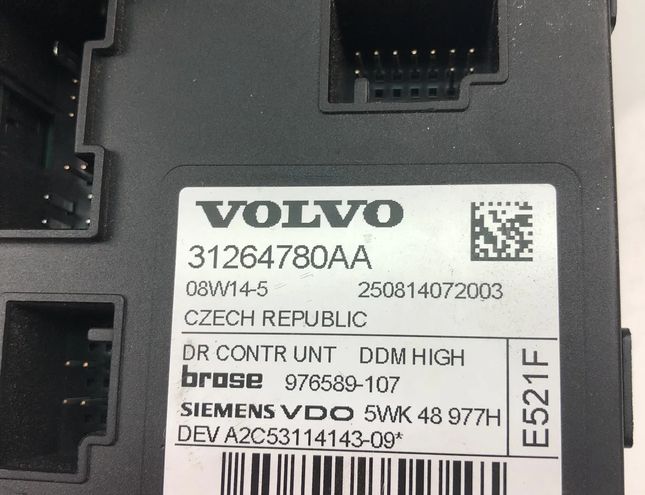 VOLVO
31264780AA
08W14-5 250814072003
CZECH REPUBLIC
DR CONTR UNT DDM HIGH
brose 976589-107
SIEMENS VDO 5WK 48 977H
DEV A2C53114143-09*
E521F